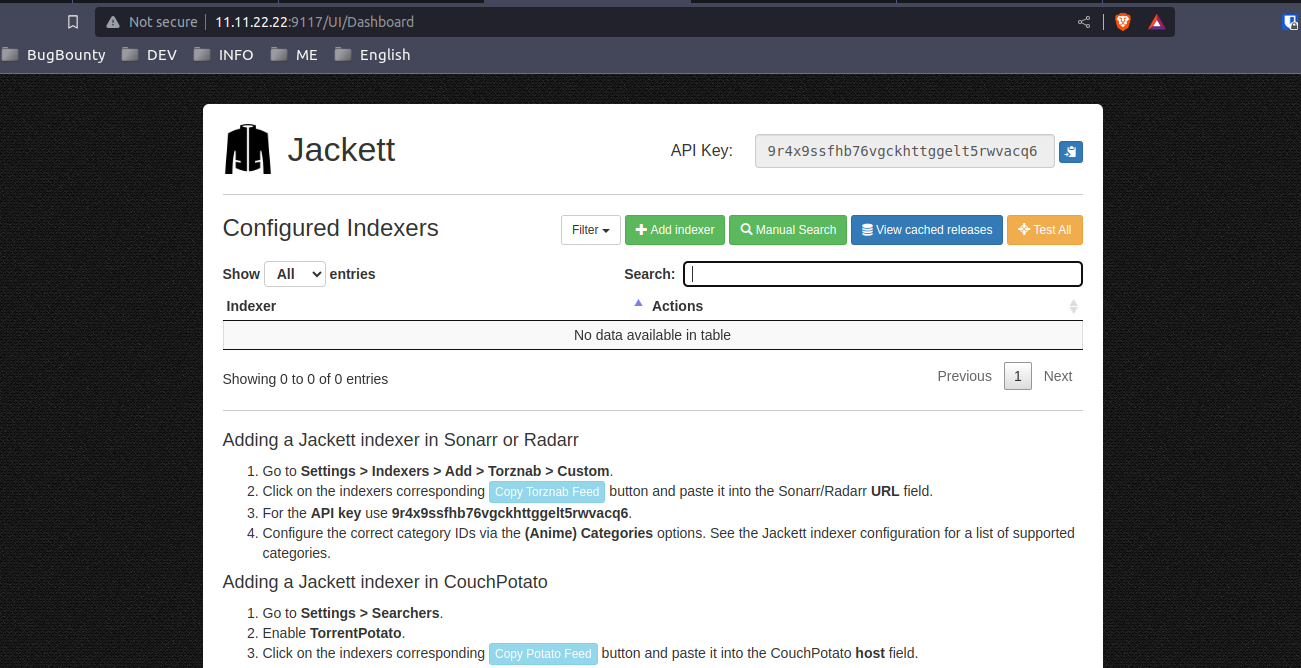 Not secure 11.11.22.22:9117/UI/Dashboard
BugBounty DEV INFO ME English
Jackett API Key: 9r4x9ssfhb76vgckhttggelt5rwvacq6
Configured Indexers Filter Add indexer Manual Search View cached releases Test All
Show All entries Search:
Indexer Actions
No data available in table
Showing 0 to 0 of 0 entries Previous 1 Next
Adding a Jackett indexer in Sonarr or Radarr
1. Go to Settings > Indexers > Add > Torznab > Custom.
2. Click on the indexers corresponding Copy Torznab Feed button and paste it into the Sonarr/Radarr URL field.
3. For the API key use 9r4x9ssfhb76vgckhttggelt5rwvacq6.
4. Configure the correct category IDs via the (Anime) Categories options. See the Jackett indexer configuration for a list of supported
categories.
Adding a Jackett indexer in CouchPotato
1. Go to Settings > Searchers.
2. Enable TorrentPotato.
3. Click on the indexers corresponding Copy Potato Feed button and paste it into the CouchPotato host field.